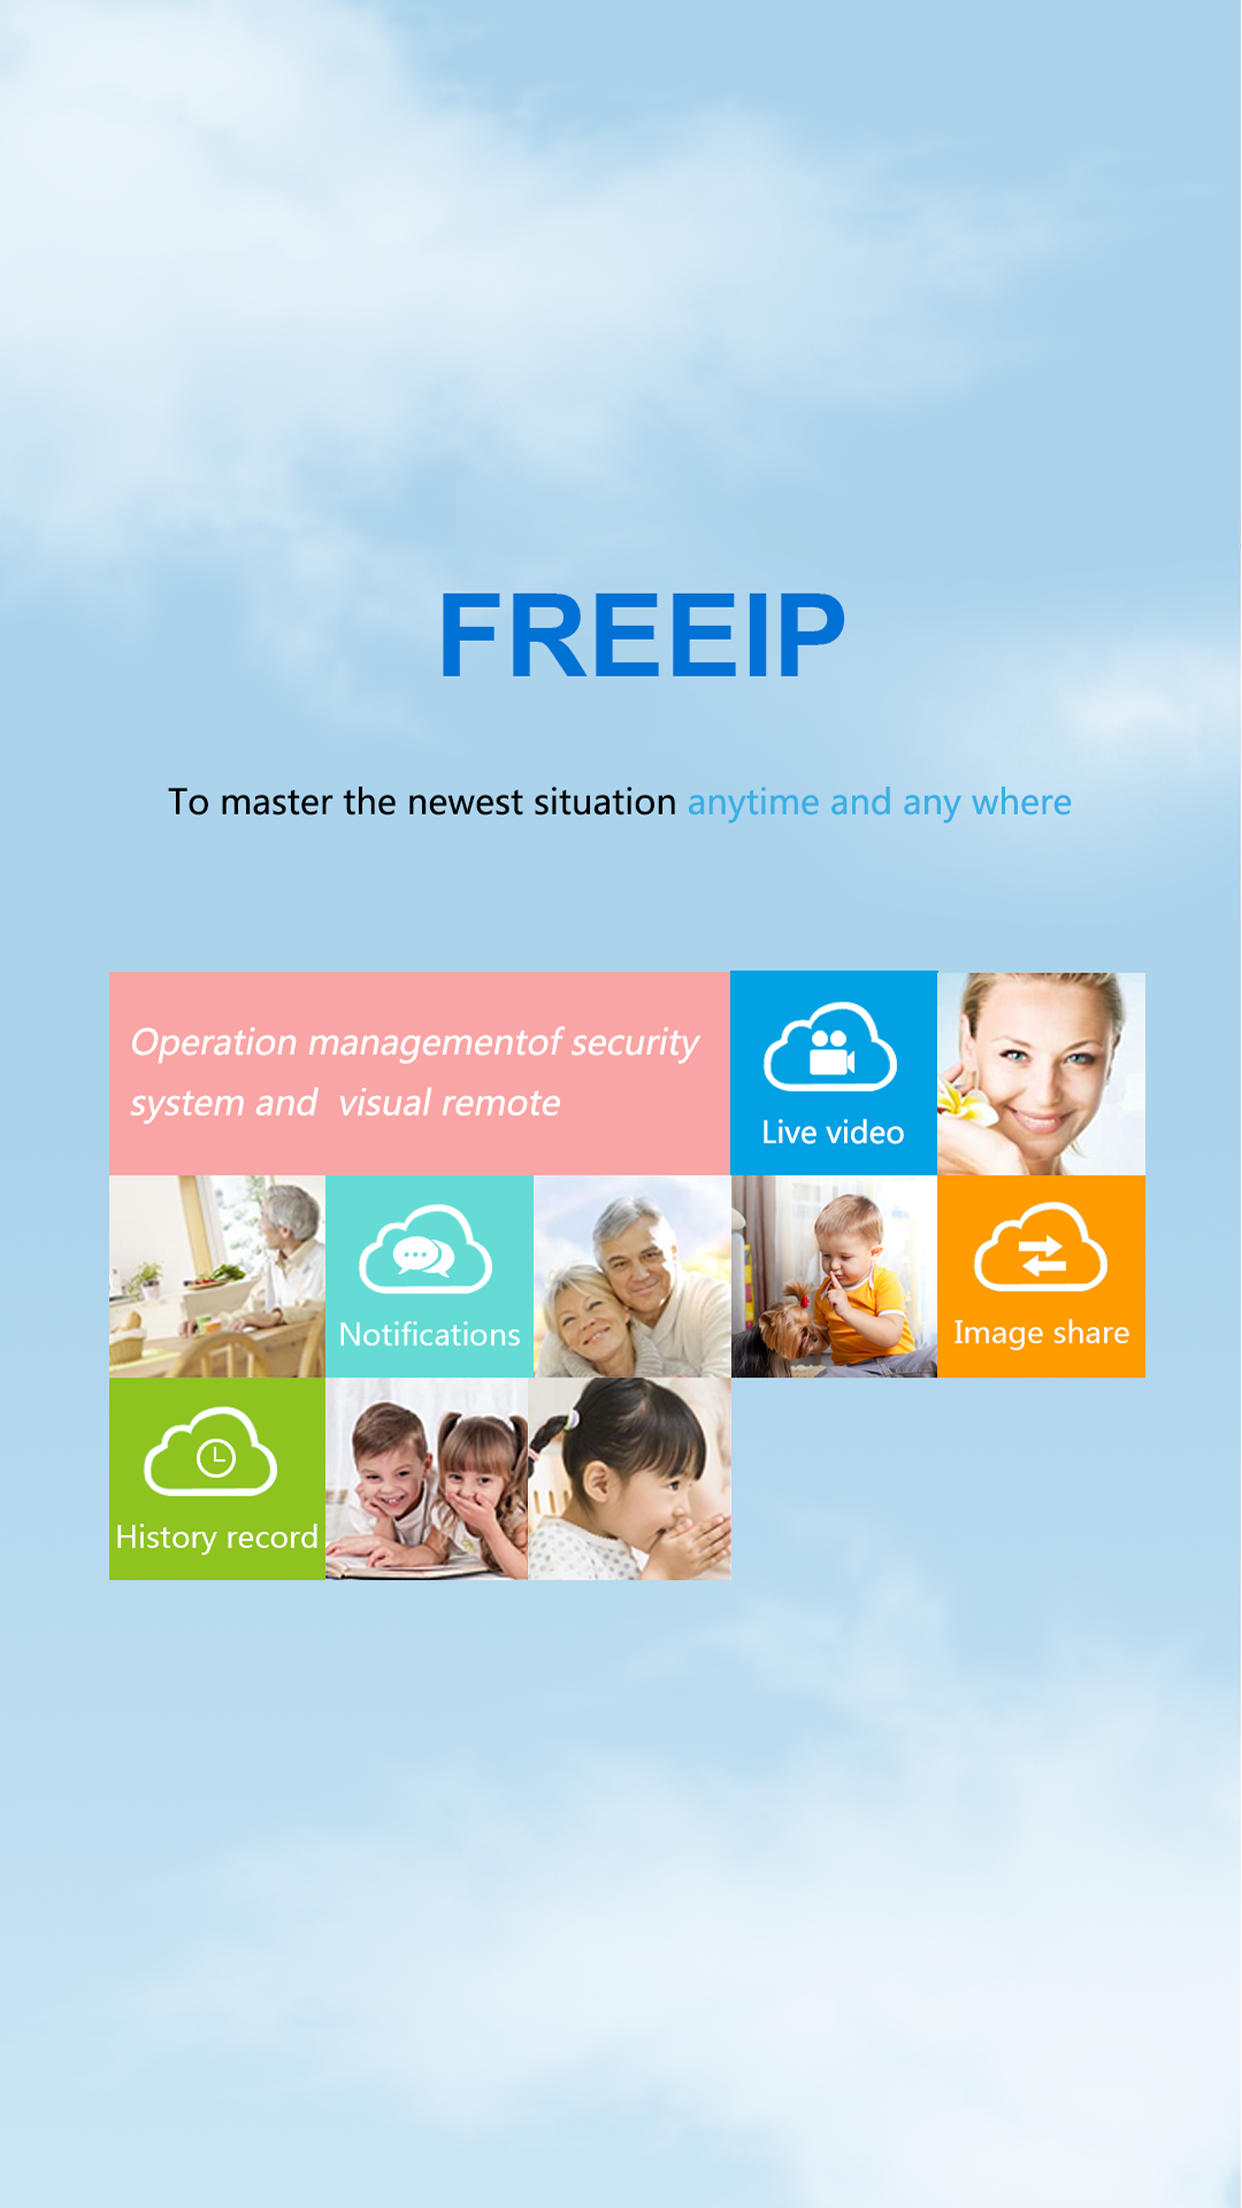 FREEIP
To master the newest situation anytime and any where
Operation managementof security
system and visual remote
Live video
Notifications
Image share
History record